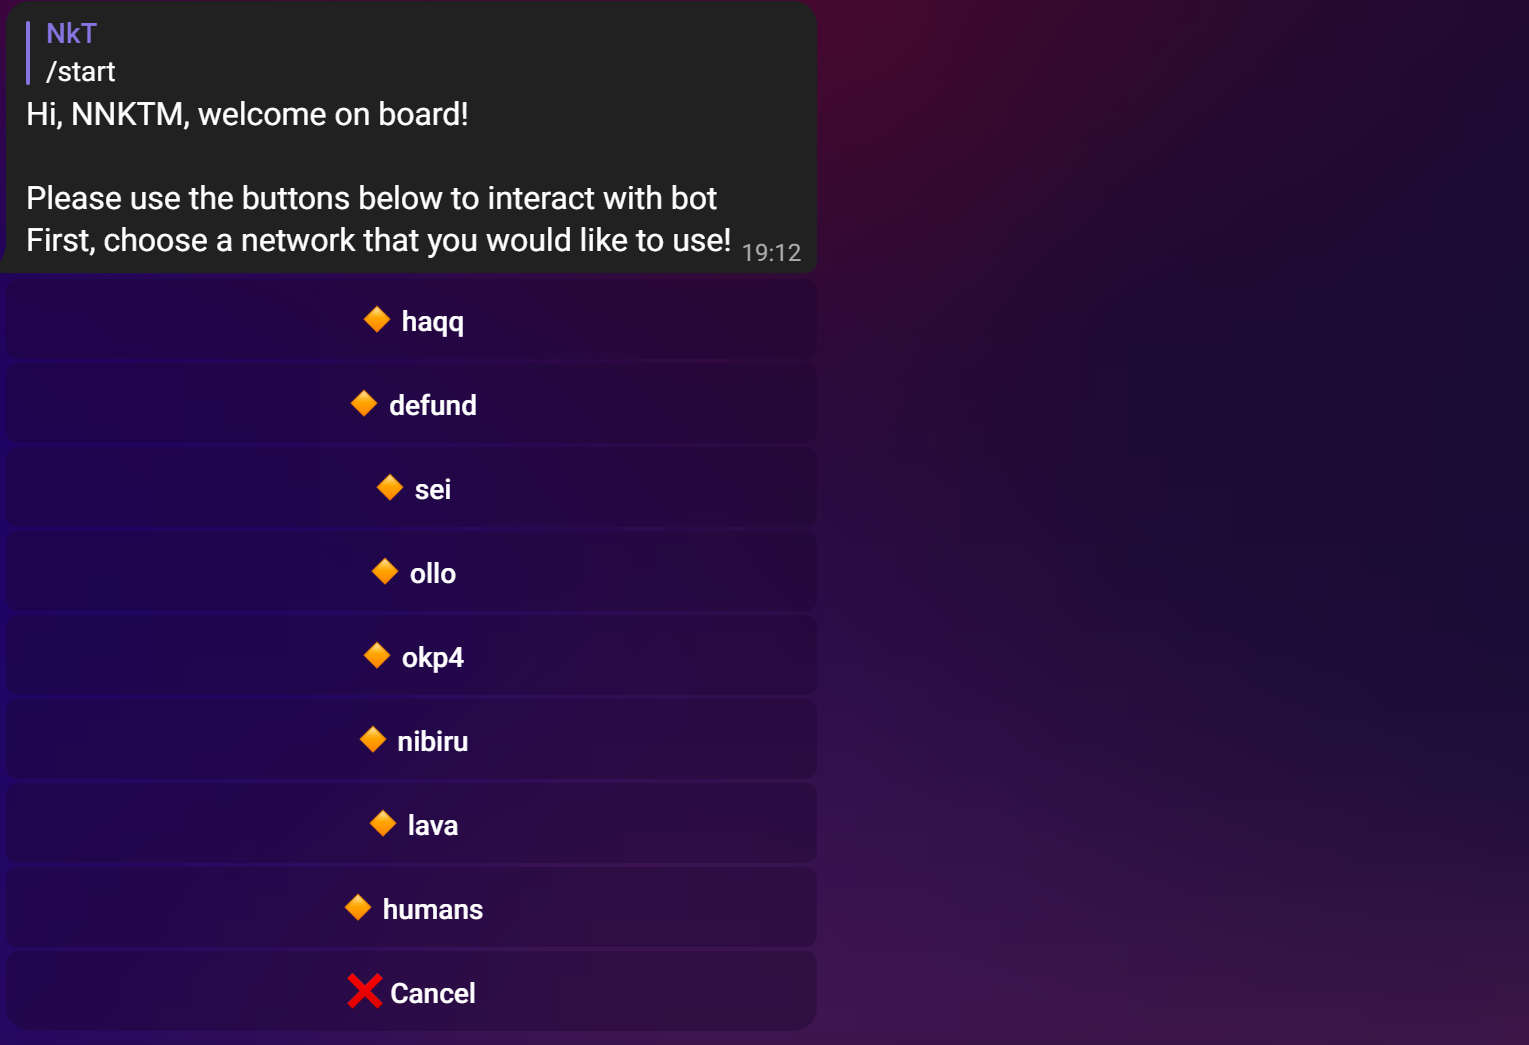 NkT
/start
Hi, NNKTM, welcome on board!
Please use the buttons below to interact with bot
First, choose a network that you would like to use! 19:12
🔶 haqq
🔶 defund
🔶 sei
🔶 ollo
🔶 okp4
🔶 nibiru
🔶 lava
🔶 humans
❌ Cancel